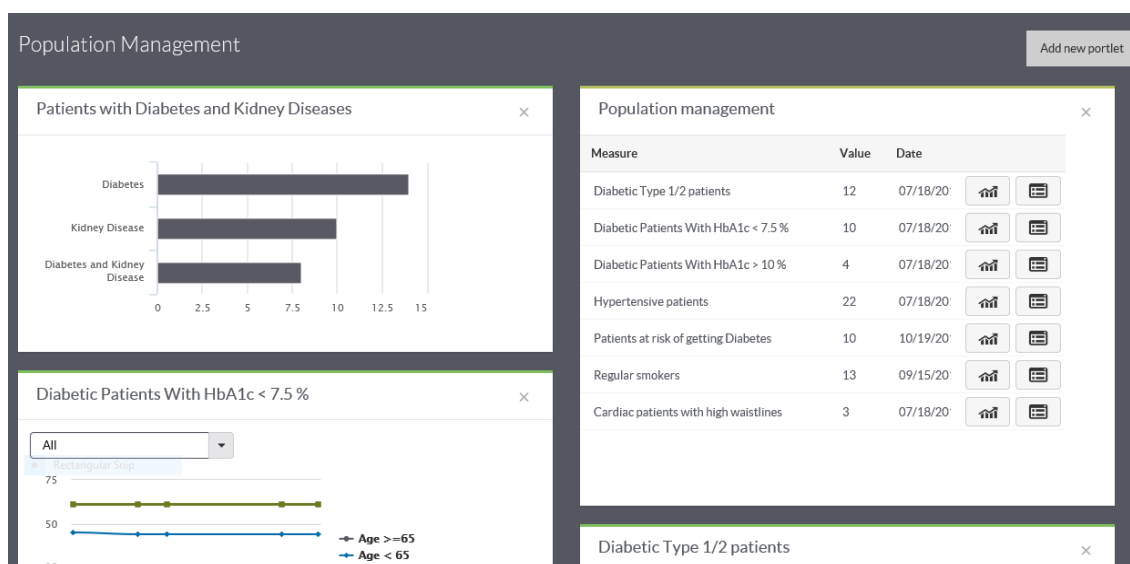 Population Management
Add new portlet
Patients with Diabetes and Kidney Diseases
Diabetes
Kidney Disease
Diabetes and Kidney
Disease
0 2.5 5 7.5 10 12.5 15
Diabetic Patients With HbA1c < 7.5 %
All
Rectangular Snip
75
50
Age >=65
Age < 65
Population management
Measure Value Date
Diabetic Type 1/2 patients 12 07/18/20
Diabetic Patients With HbA1c < 7.5 % 10 07/18/20
Diabetic Patients With HbA1c > 10 % 4 07/18/20
Hypertensive patients 22 07/18/20
Patients at risk of getting Diabetes 10 10/19/20
Regular smokers 13 09/15/20
Cardiac patients with high waistlines 3 07/18/20
Diabetic Type 1/2 patients